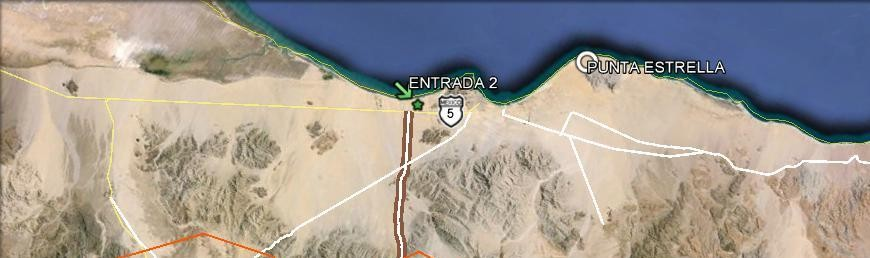 ENTRADA 2
PUNTA ESTRELLA
MEXICO
5